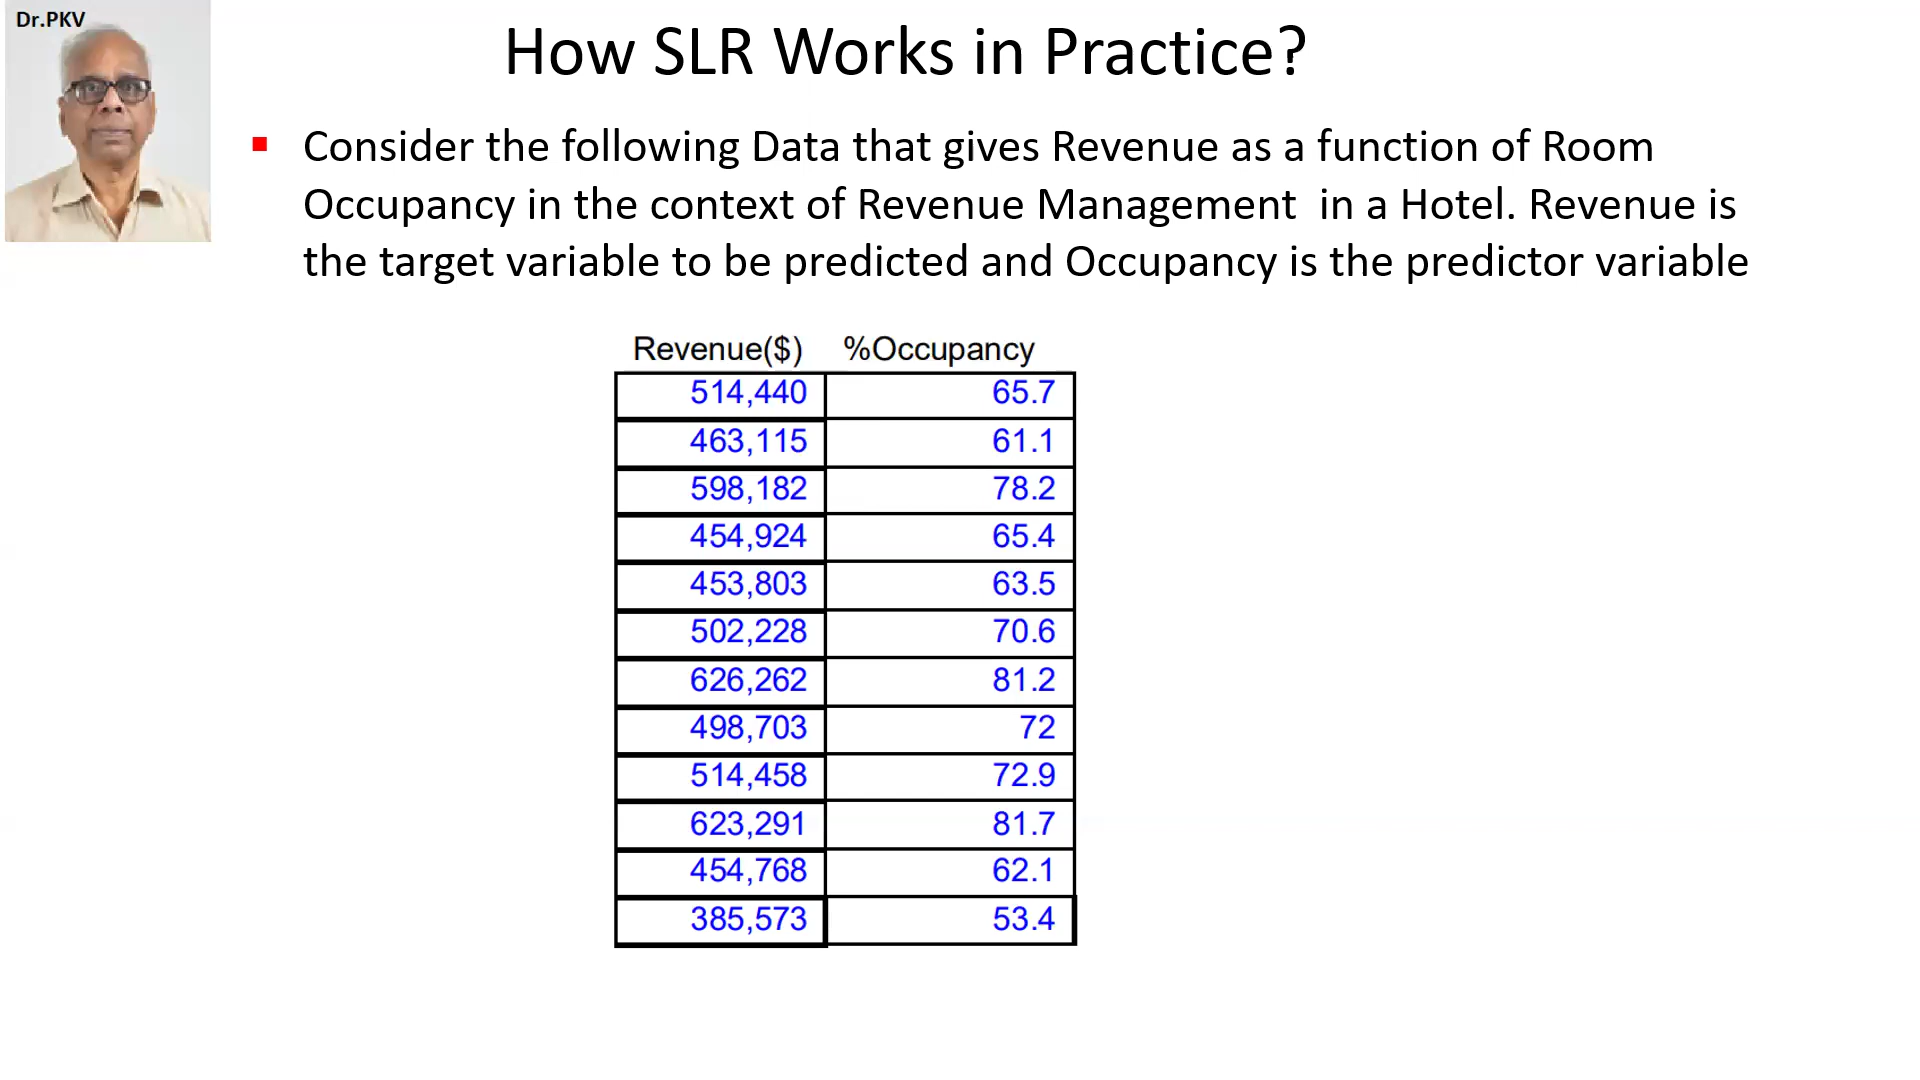 Dr.PKV
How SLR Works in Practice?
Consider the following Data that gives Revenue as a function of Room
Occupancy in the context of Revenue Management in a Hotel. Revenue is
the target variable to be predicted and Occupancy is the predictor variable
Revenue($) %Occupancy
514,440 65.7
463,115 61.1
598,182 78.2
454,924 65.4
453,803 63.5
502,228 70.6
626,262 81.2
498,703 72
514,458 72.9
623,291 81.7
454,768 62.1
385,573 53.4